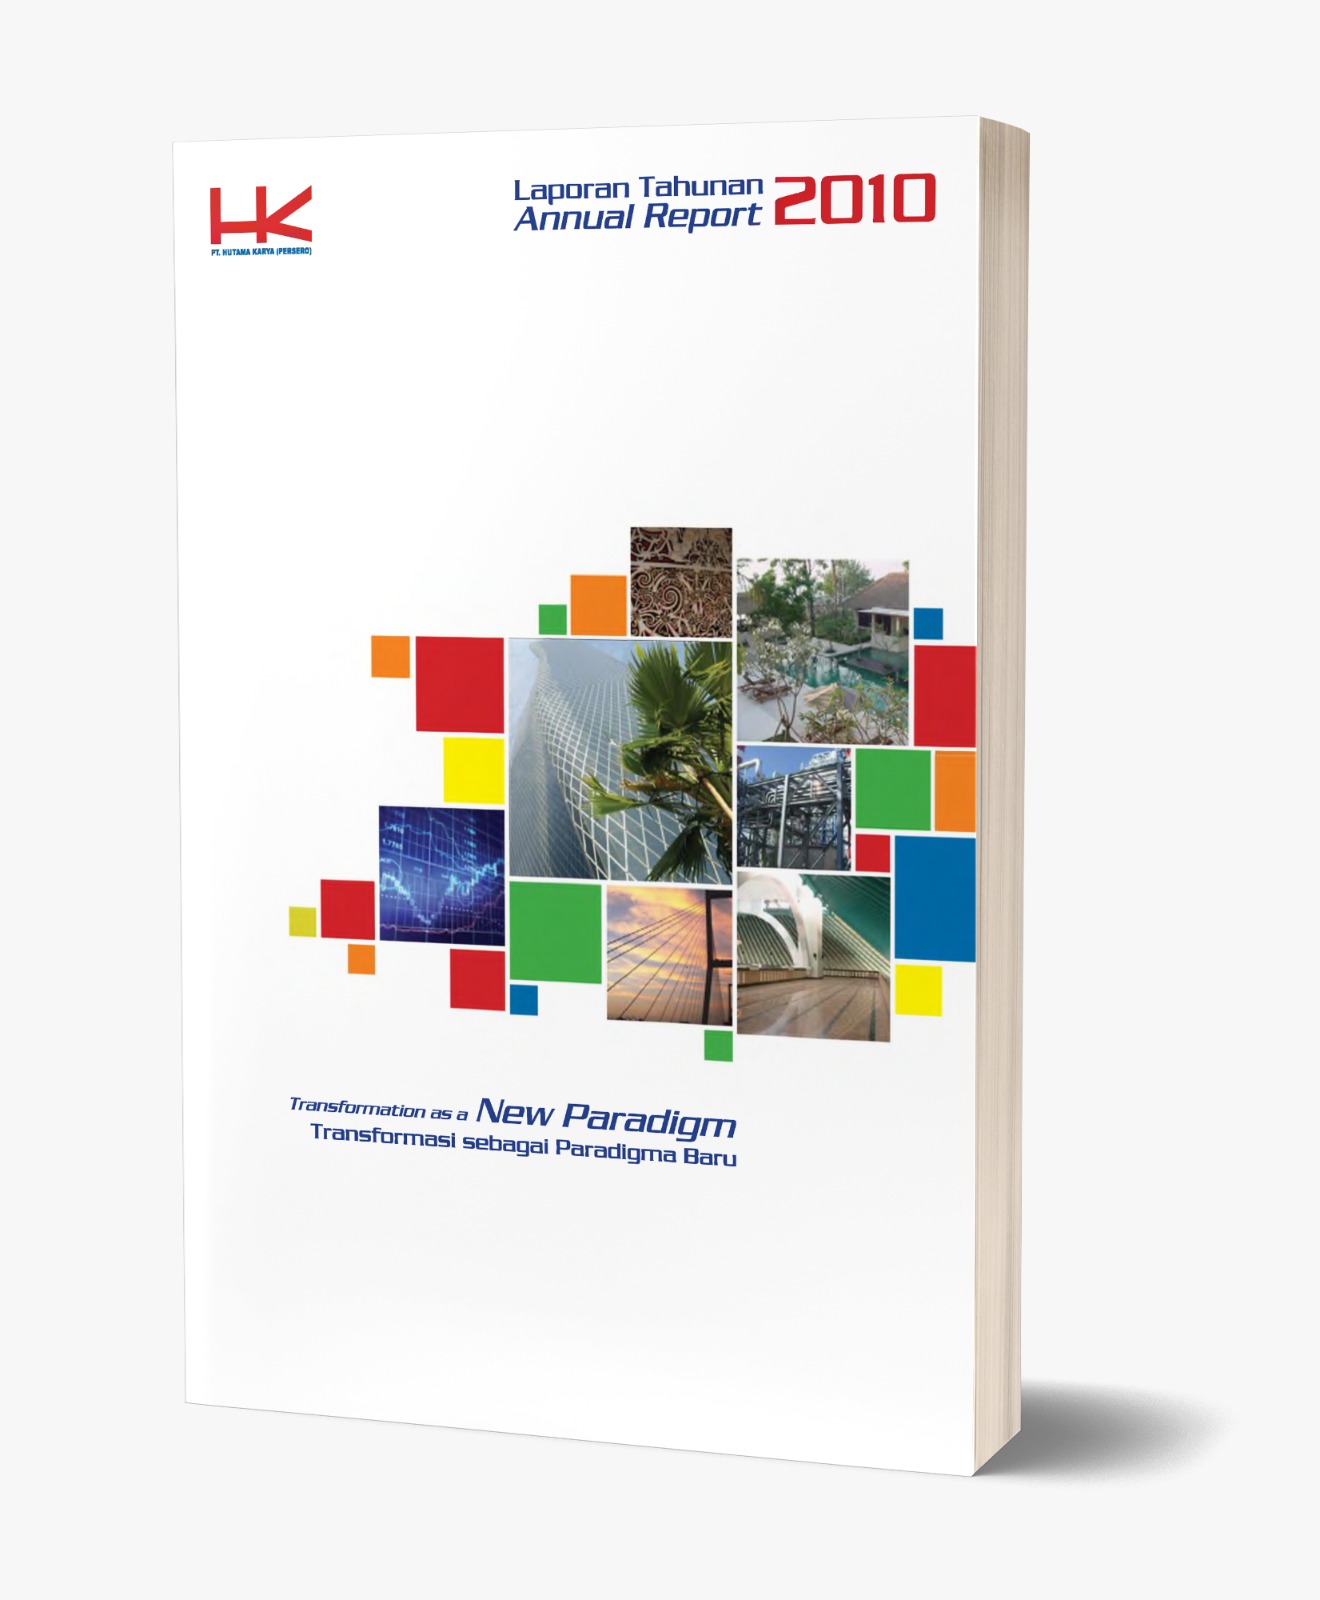 HK
PT. HUTAMA KARYA (PERSERO)
Laporan Tahunan
Annual Report 2010
Transformation as a New Paradigm
Transformasi sebagai Paradigma Baru